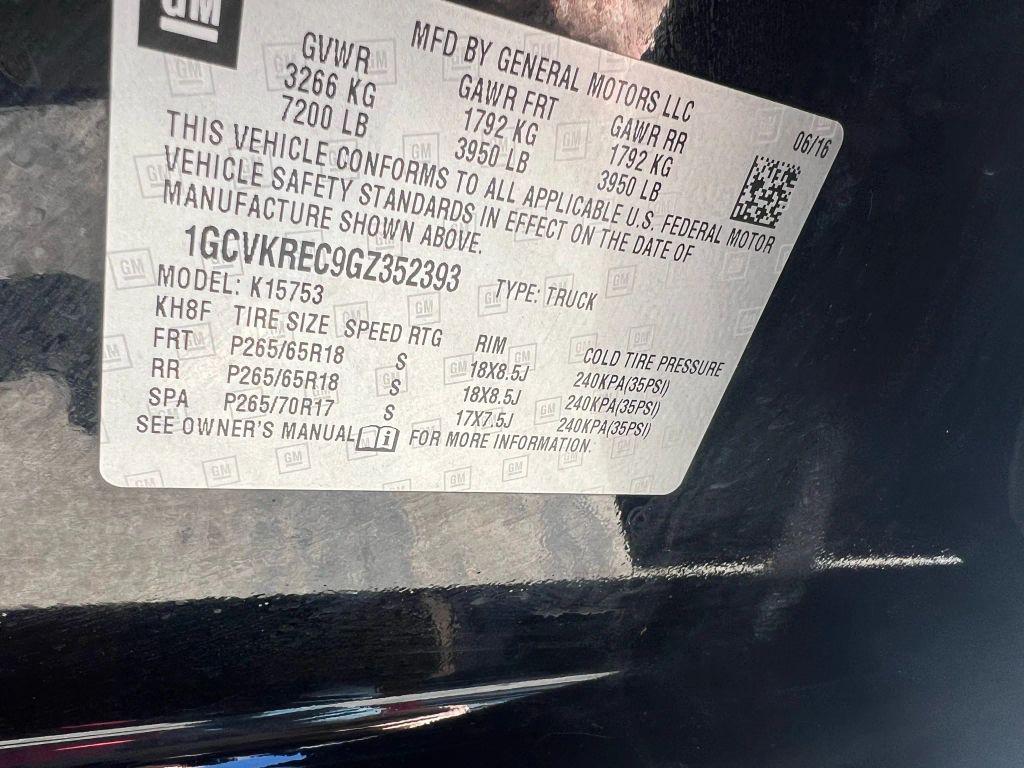 GM
MFD BY GENERAL MOTORS LLC
GVWR GAWR FRT GAWR RR 06/16
3266 KG 1792 KG 1792 KG
7200 LB 3950 LB 3950 LB
THIS VEHICLE CONFORMS TO ALL APPLICABLE U.S. FEDERAL MOTOR
VEHICLE SAFETY STANDARDS IN EFFECT ON THE DATE OF
MANUFACTURE SHOWN ABOVE.
1GCVKREC9GZ352393 TYPE: TRUCK
MODEL: K15753
KH8F TIRE SIZE SPEED RTG RIM COLD TIRE PRESSURE
FRT P265/65R18 S 18X8.5J 240KPA(35PSI)
RR P265/65R18 S 18X8.5J 240KPA(35PSI)
SPA P265/70R17 S 17X7.5J 240KPA(35PSI)
SEE OWNER'S MANUAL FOR MORE INFORMATION.